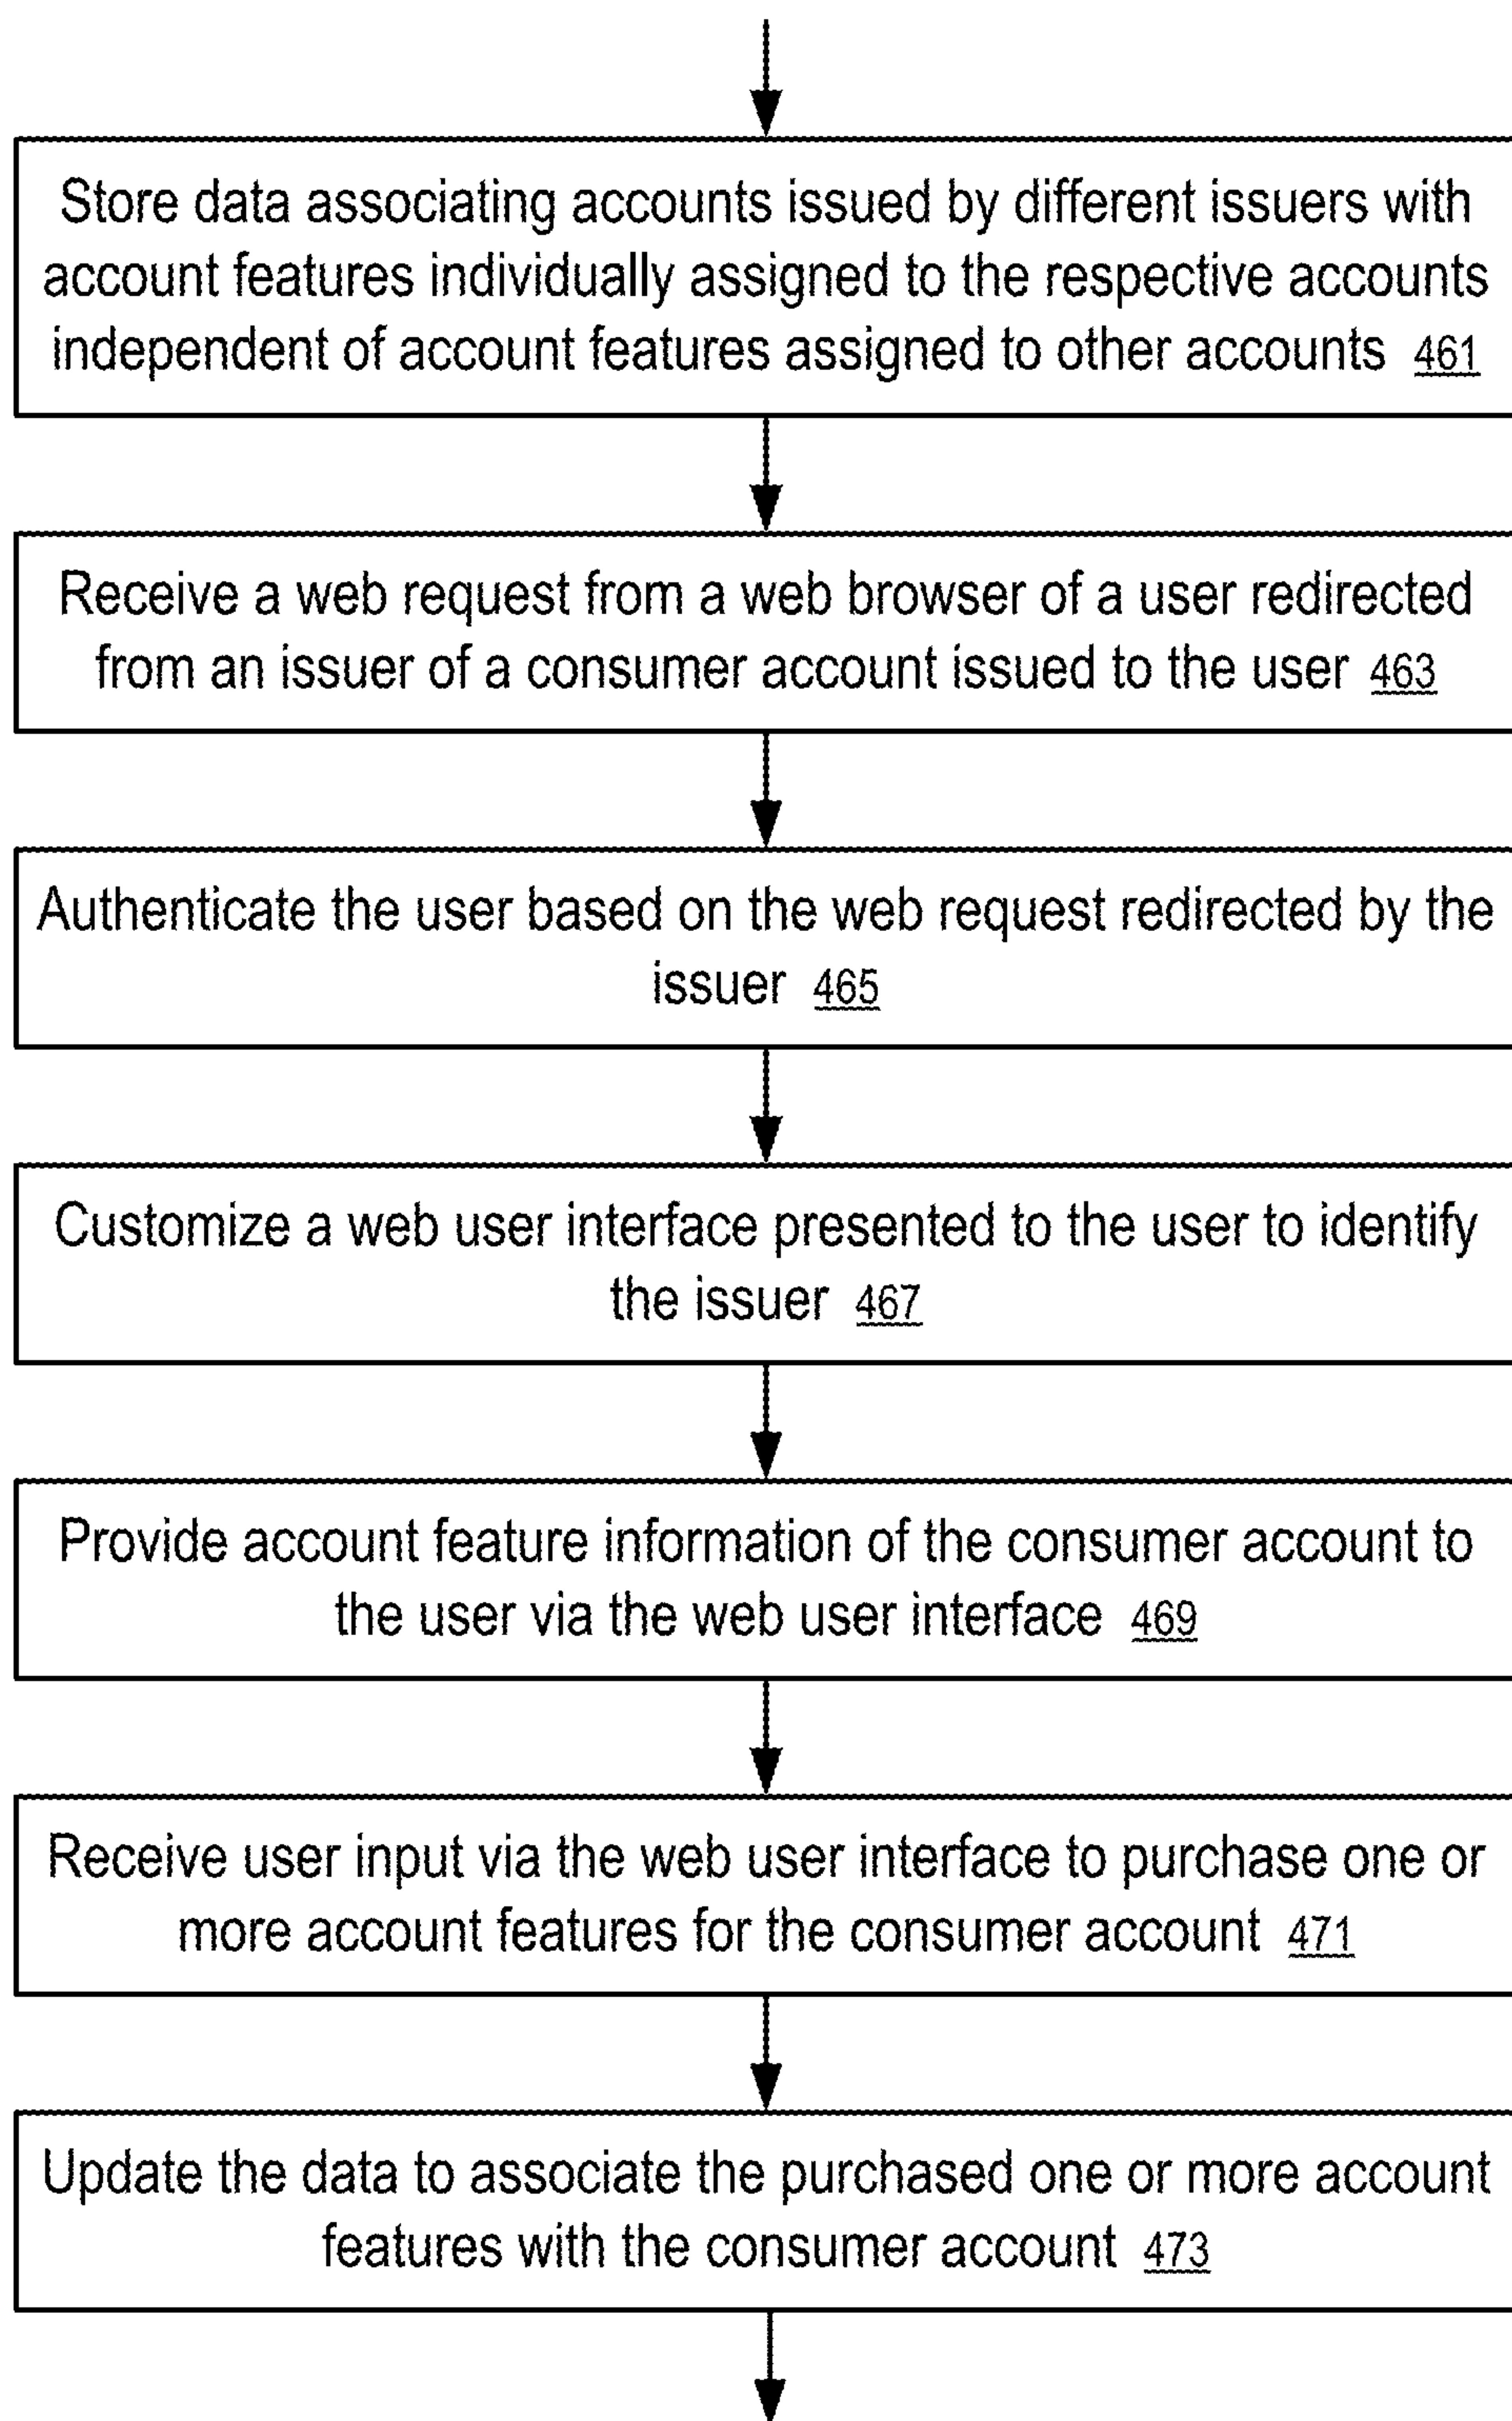 Store data associating accounts issued by different issuers with
account features individually assigned to the respective accounts
independent of account features assigned to other accounts 461
Receive a web request from a web browser of a user redirected
from an issuer of a consumer account issued to the user 463
Authenticate the user based on the web request redirected by the
issuer 465
Customize a web user interface presented to the user to identify
the issuer 467
Provide account feature information of the consumer account to
the user via the web user interface 469
Receive user input via the web user interface to purchase one or
more account features for the consumer account 471
Update the data to associate the purchased one or more account
features with the consumer account 473